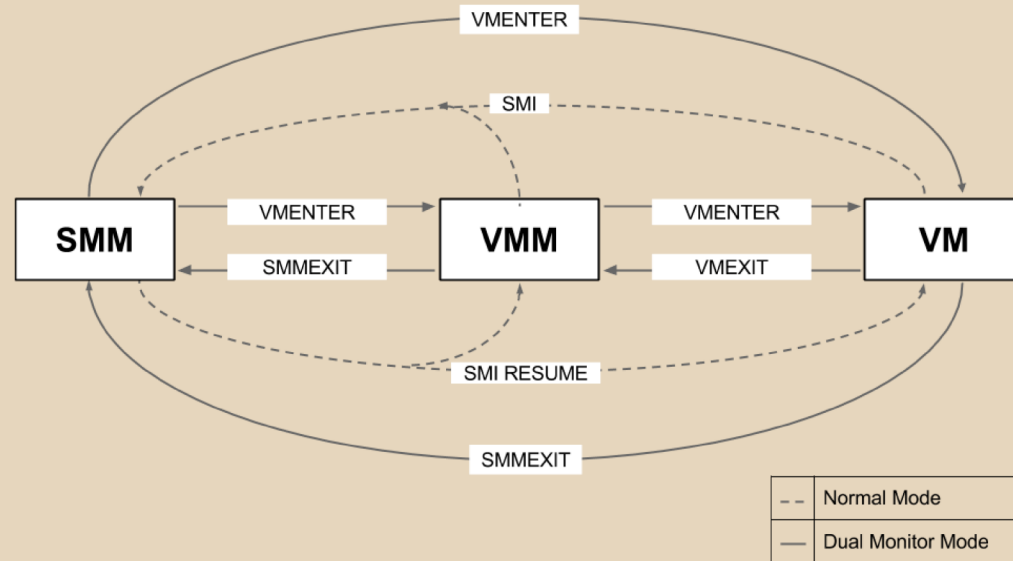 VMENTER
SMI
VMENTER
VMENTER
SMM
VMM
VM
SMMEXIT
VMEXIT
SMI RESUME
SMMEXIT
Normal Mode
Dual Monitor Mode